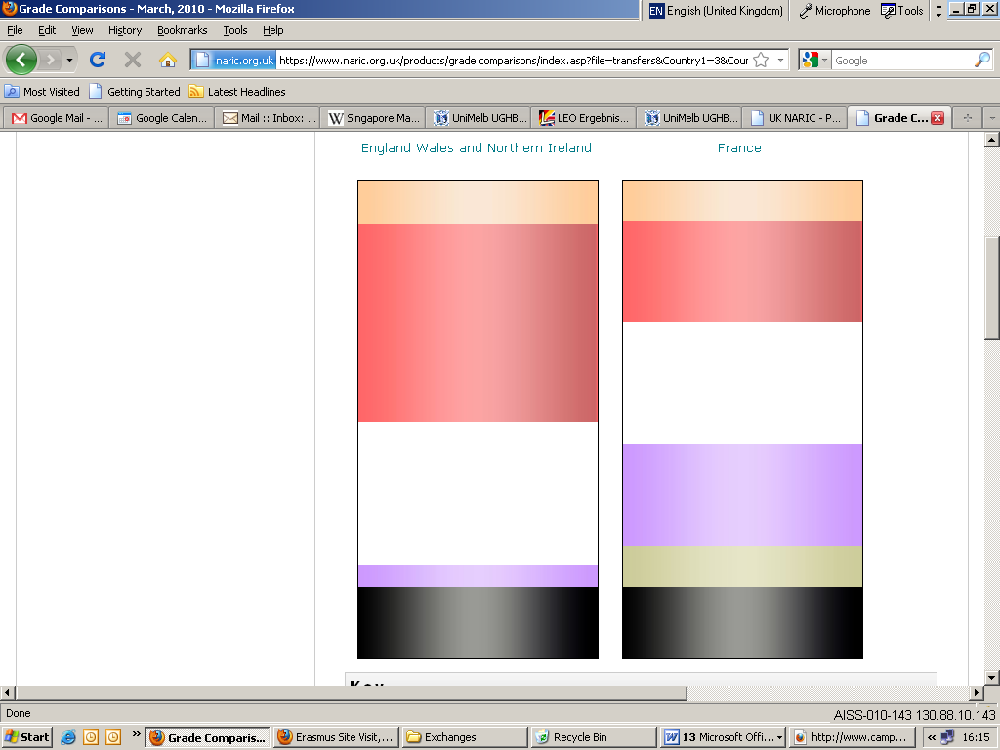 Grade Comparisons - March, 2010 - Mozilla Firefox
EN English (United Kingdom) Microphone Tools
File Edit View History Bookmarks Tools Help
naric.org.uk https://www.naric.org.uk/products/grade comparisons/index.asp?file=transfers&Country1=3&Cour
Google
Most Visited Getting Started Latest Headlines
Google Mail - ... Google Calen... Mail :: Inbox: ... Singapore Ma... UniMelb UGHB... LEO Ergebnis... UniMelb UGHB... UK NARIC - P... Grade C...
England Wales and Northern Ireland France
Done
AISS-010-143 130.88.10.143
Start Grade Comparis... Erasmus Site Visit,... Exchanges Recycle Bin 13 Microsoft Offi... http://www.camp... 16:15